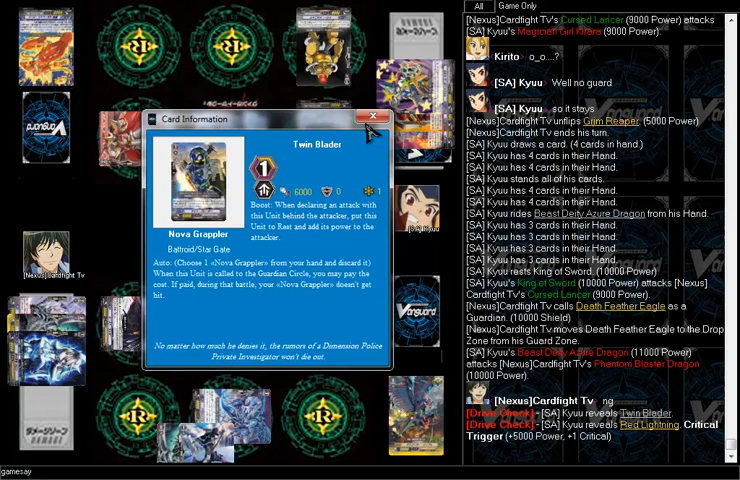 Card Information
Twin Blader
1
6000
0
1
Nova Grappler
Battroid/Star Gate
Boost: When declaring an attack with
this Unit behind the attacker, put this
Unit to Rest and add its power to the
attacker.
Auto: (Choose 1 «Nova Grappler» from your hand and discard it)
When this Unit is called to the Guardian Circle, you may pay the
cost. If paid, during that battle, your «Nova Grappler» doesn't get
hit.
No matter how much he denies it, the rumors of a Dimension Police
Private Investigator won't die out.
[Nexus]Cardfight Tv
[SA] Kyuu
Vanguard
gamesay
All
Game Only
[Nexus]Cardfight Tv's Cursed Lancer (9000 Power) attacks
[SA] Kyuu's Magician Girl Kirara (9000 Power).
Kirito o_o....?
[SA] Kyuu Well no guard
[SA] Kyuu so it stays
[Nexus]Cardfight Tv unflips Grim Reaper. (5000 Power)
[Nexus]Cardfight Tv ends his turn.
[SA] Kyuu draws a card. (4 cards in hand.)
[SA] Kyuu has 4 cards in their Hand.
[SA] Kyuu has 4 cards in their Hand.
[SA] Kyuu stands all of his cards.
[SA] Kyuu has 4 cards in their Hand.
[SA] Kyuu has 4 cards in their Hand.
[SA] Kyuu rides Beast Deity Azure Dragon from his Hand.
[SA] Kyuu has 3 cards in their Hand.
[SA] Kyuu has 3 cards in their Hand.
[SA] Kyuu has 3 cards in their Hand.
[SA] Kyuu has 3 cards in their Hand.
[SA] Kyuu rests King of Sword. (10000 Power)
[SA] Kyuu's King of Sword (10000 Power) attacks [Nexus]
Cardfight Tv's Cursed Lancer (9000 Power).
[Nexus]Cardfight Tv calls Death Feather Eagle as a
Guardian. (10000 Shield)
[Nexus]Cardfight Tv moves Death Feather Eagle to the Drop
Zone from his Guard Zone.
[SA] Kyuu's Beast Deity Azure Dragon (11000 Power)
attacks [Nexus]Cardfight Tv's Phantom Blaster Dragon
(10000 Power).
[Nexus]Cardfight Tv ng
[Drive Check] - [SA] Kyuu reveals Twin Blader.
[Drive Check] - [SA] Kyuu reveals Red Lightning. Critical
Trigger (+5000 Power, +1 Critical)